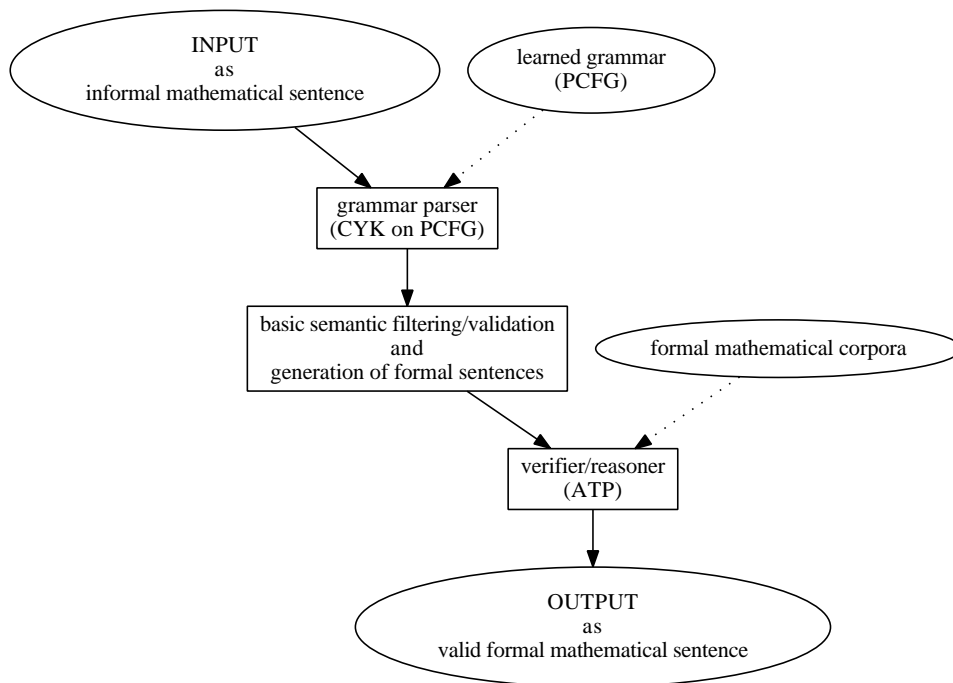 INPUT
as
informal mathematical sentence
learned grammar
(PCFG)
grammar parser
(CYK on PCFG)
basic semantic filtering/validation
and
generation of formal sentences
formal mathematical corpora
verifier/reasoner
(ATP)
OUTPUT
as
valid formal mathematical sentence